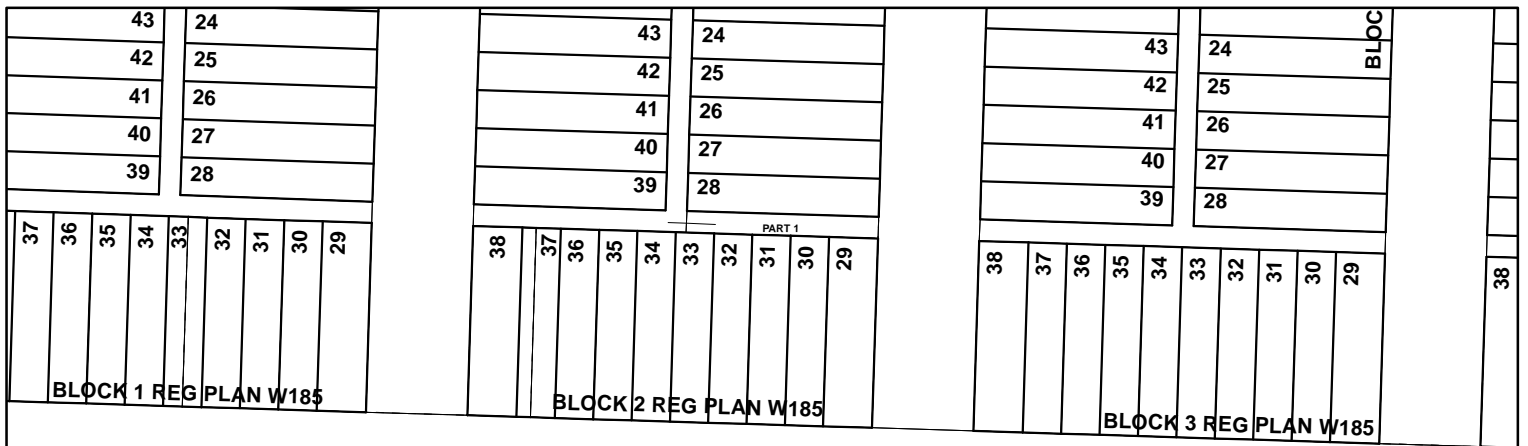 43 24
42 25
41 26
40 27
39 28
37 36 35 34 33 32 31 30 29
BLOCK 1 REG PLAN W185
43 24
42 25
41 26
40 27
39 28
PART 1
38 37 36 35 34 33 32 31 30 29
BLOCK 2 REG PLAN W185
BLOC
43 24
42 25
41 26
40 27
39 28
38 37 36 35 34 33 32 31 30 29
BLOCK 3 REG PLAN W185
38